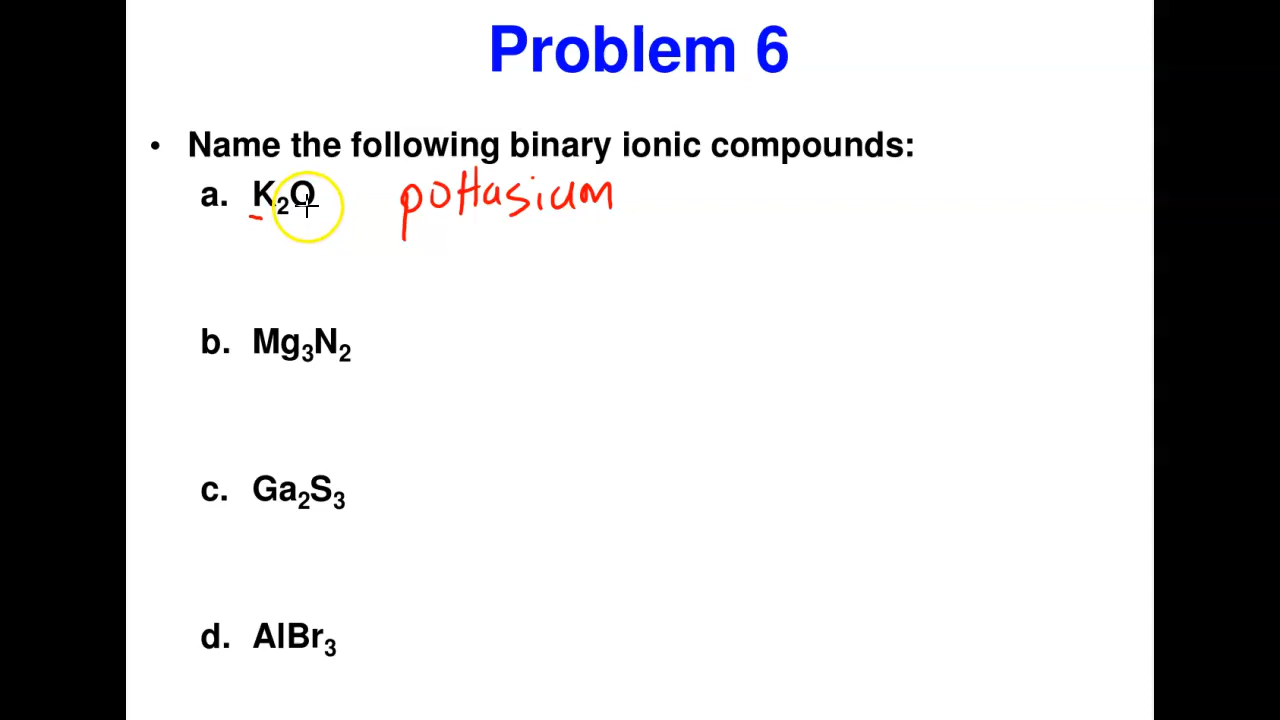 Problem 6
• Name the following binary ionic compounds:
a. K₂O pottasium
b. Mg₃N₂
c. Ga₂S₃
d. AlBr₃